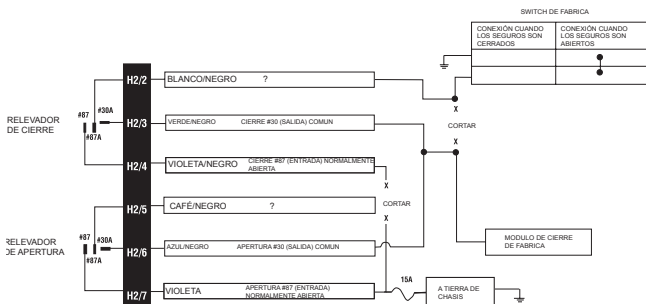 SWITCH DE FABRICA
CONEXIÓN CUANDO
LOS SEGUROS SON
CERRADOS
CONEXIÓN CUANDO
LOS SEGUROS SON
ABIERTOS
H2/2
BLANCO/NEGRO ?
#30A
#87
#87A
RELEVADOR
DE CIERRE
H2/3
VERDE/NEGRO CIERRE #30 (SALIDA) COMUN
X
CORTAR
X
H2/4
VIOLETA/NEGRO CIERRE #87 (ENTRADA) NORMALMENTE
ABIERTA
X
CORTAR
X
H2/5
CAFÉ/NEGRO ?
#87
#30A
#87A
RELEVADOR
DE APERTURA
H2/6
AZUL/NEGRO APERTURA #30 (SALIDA) COMUN
MODULO DE CIERRE
DE FABRICA
H2/7
VIOLETA APERTURA #87 (ENTRADA)
NORMALMENTE ABIERTA
15A
A TIERRA DE
CHASIS